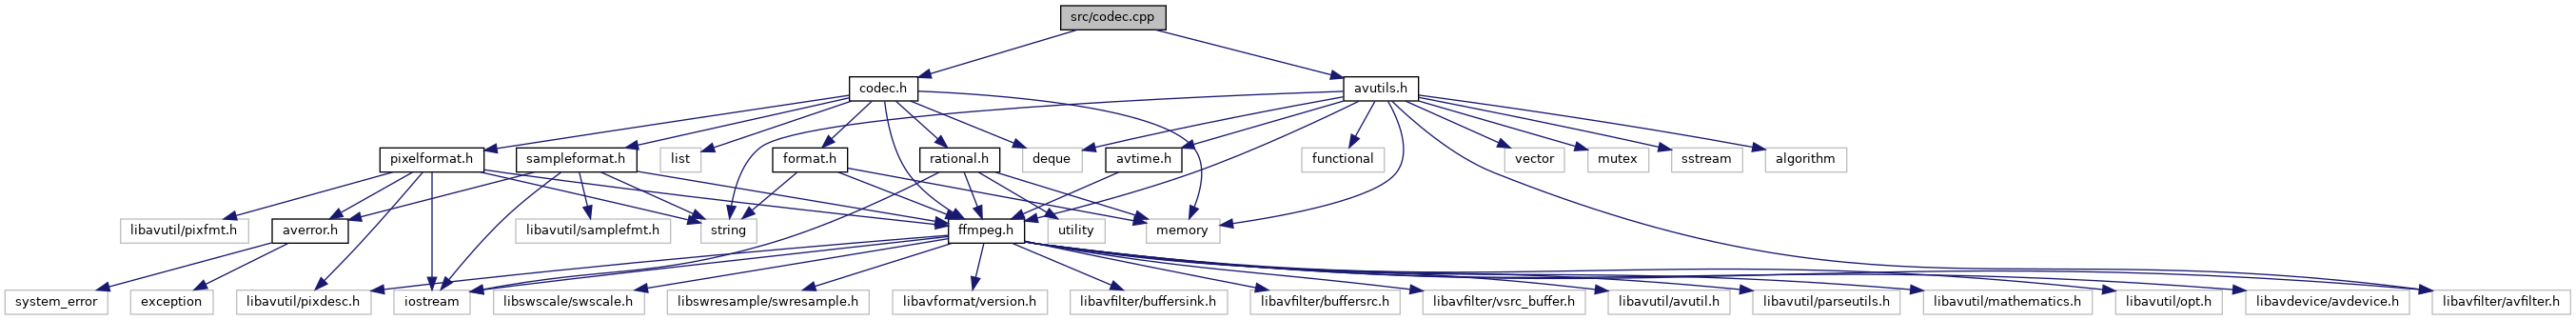 src/codec.cpp
codec.h
avutils.h
pixelformat.h
sampleformat.h
list
format.h
rational.h
deque
avtime.h
functional
vector
mutex
sstream
algorithm
libavutil/pixfmt.h
averror.h
libavutil/samplefmt.h
string
ffmpeg.h
utility
memory
system_error
exception
libavutil/pixdesc.h
iostream
libswscale/swscale.h
libswresample/swresample.h
libavformat/version.h
libavfilter/buffersink.h
libavfilter/buffersrc.h
libavfilter/vsrc_buffer.h
libavutil/avutil.h
libavutil/parseutils.h
libavutil/mathematics.h
libavutil/opt.h
libavdevice/avdevice.h
libavfilter/avfilter.h